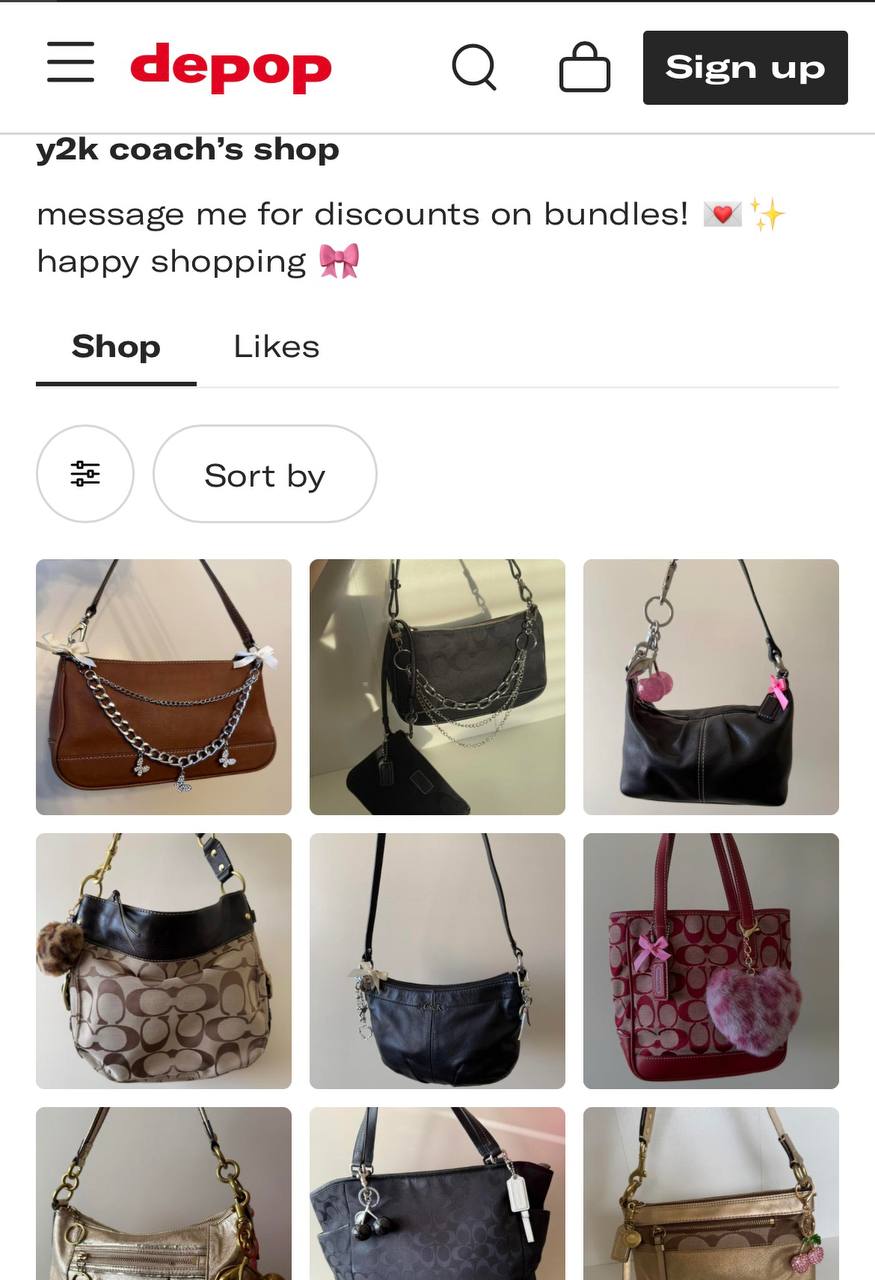 depop
Sign up
y2k coach’s shop
message me for discounts on bundles! 💌✨
happy shopping 🎀
Shop Likes
Sort by